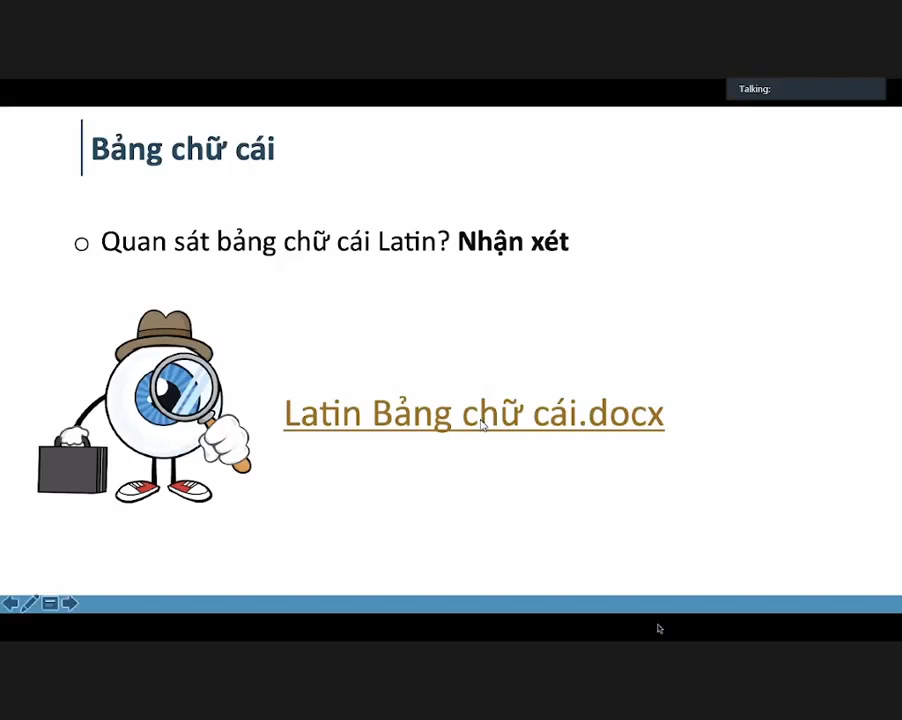 Talking:
Bảng chữ cái
o Quan sát bảng chữ cái Latin? Nhận xét
Latin Bảng chữ cái.docx